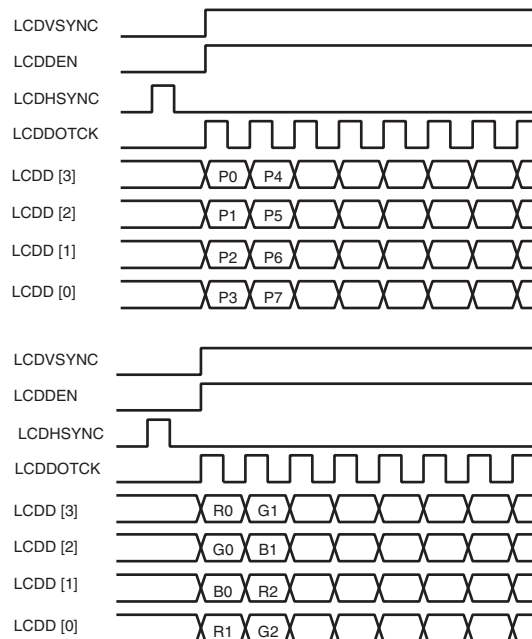 LCDVSYNC
LCDDEN
LCDHSYNC
LCDDOTCK
LCDD [3] P0 P4
LCDD [2] P1 P5
LCDD [1] P2 P6
LCDD [0] P3 P7
LCDVSYNC
LCDDEN
LCDHSYNC
LCDDOTCK
LCDD [3] R0 G1
LCDD [2] G0 B1
LCDD [1] B0 R2
LCDD [0] R1 G2